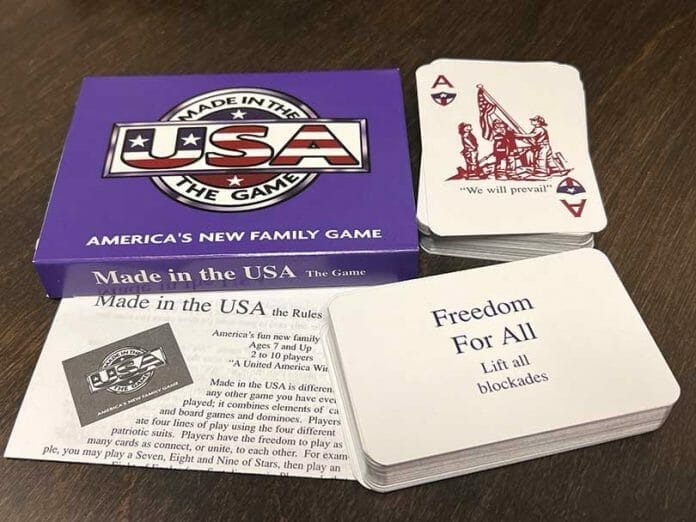 MADE IN THE
USA
THE GAME
AMERICA'S NEW FAMILY GAME
Made in the USA The Game
A
"We will prevail"
A
Made in the USA the Rules
America's fun new family
Ages 7 and Up
2 to 10 players
"A United America Win
MADE IN THE
USA
THE GAME
AMERICA'S NEW FAMILY GAME
Made in the USA is differen
any other game you have eve
played; it combines elements of ca
and board games and dominoes. Players
ate four lines of play using the four different
patriotic suits. Players have the freedom to play as
many cards as connect, or unite, to each other. For exam-
ple, you may play a Seven, Eight and Nine of Stars, then play an
Freedom
For All
Lift all
blockades